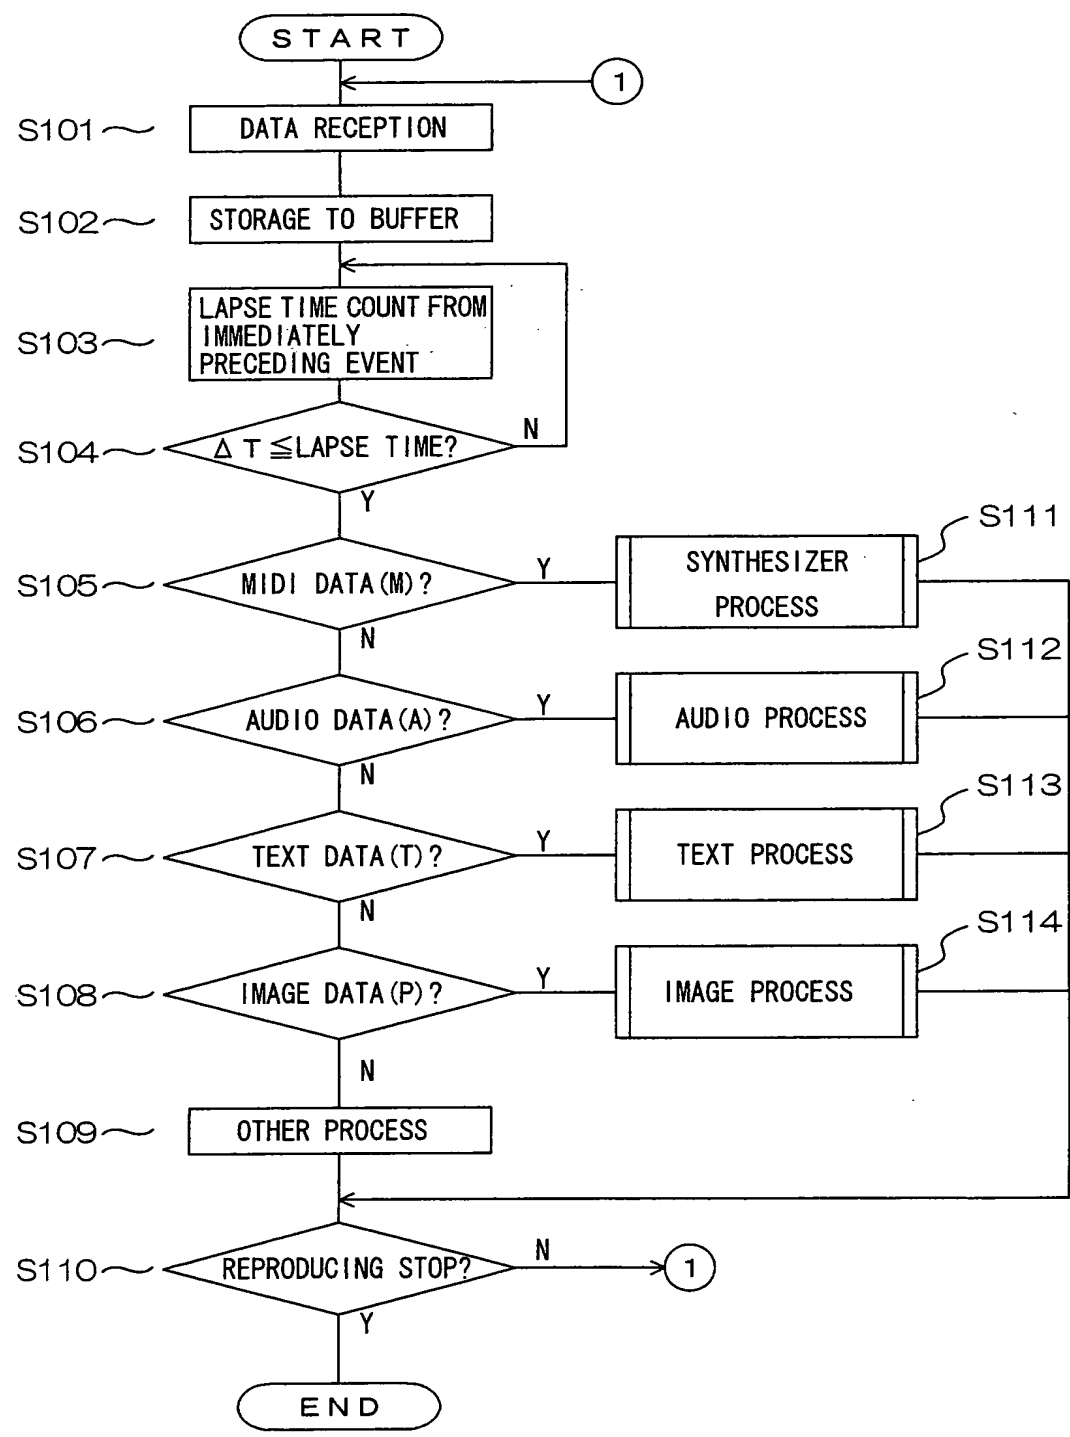 START
1
S101
DATA RECEPTION
S102
STORAGE TO BUFFER
S103
LAPSE TIME COUNT FROM
IMMEDIATELY
PRECEDING EVENT
S104
Δ T ≦LAPSE TIME?
N
Y
S105
MIDI DATA(M)?
Y
SYNTHESIZER
PROCESS
S111
N
S106
AUDIO DATA(A)?
Y
AUDIO PROCESS
S112
N
S107
TEXT DATA(T)?
Y
TEXT PROCESS
S113
N
S108
IMAGE DATA(P)?
Y
IMAGE PROCESS
S114
N
S109
OTHER PROCESS
S110
REPRODUCING STOP?
N
1
Y
END